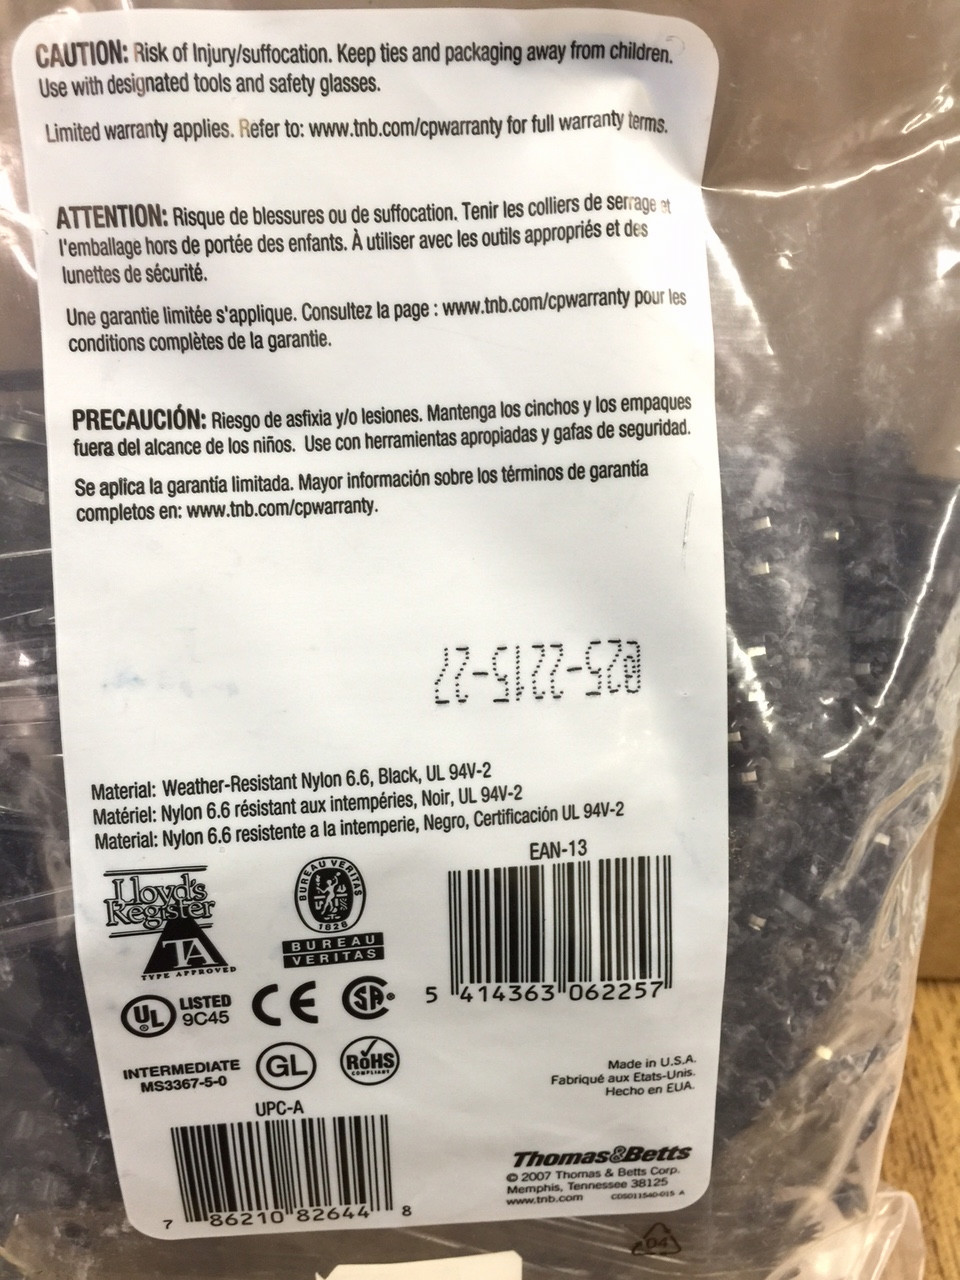 CAUTION: Risk of Injury/suffocation. Keep ties and packaging away from children.
Use with designated tools and safety glasses.
Limited warranty applies. Refer to: www.tnb.com/cpwarranty for full warranty terms.
ATTENTION: Risque de blessures ou de suffocation. Tenir les colliers de serrage et
l'emballage hors de portée des enfants. À utiliser avec les outils appropriés et des
lunettes de sécurité.
Une garantie limitée s'applique. Consultez la page : www.tnb.com/cpwarranty pour les
conditions complètes de la garantie.
PRECAUCIÓN: Riesgo de asfixia y/o lesiones. Mantenga los cinchos y los empaques
fuera del alcance de los niños. Use con herramientas apropiadas y gafas de seguridad.
Se aplica la garantía limitada. Mayor información sobre los términos de garantía
completos en: www.tnb.com/cpwarranty.
025-2215-22
Material: Weather-Resistant Nylon 6.6, Black, UL 94V-2
Matériel: Nylon 6.6 résistant aux intempéries, Noir, UL 94V-2
Material: Nylon 6.6 resistente a la intemperie, Negro, Certificación UL 94V-2
Lloyd's
Register
TA
TYPE APPROVED
BUREAU VERITAS
1828
BUREAU
VERITAS
EAN-13
5 414363 062257
UL LISTED
9C45
CE
SA
INTERMEDIATE
MS3367-5-0
GL
RoHS
COMPLIANT
Made in U.S.A.
Fabriqué aux Etats-Unis.
Hecho en EUA.
UPC-A
7 86210 82644 8
Thomas&Betts
© 2007 Thomas & Betts Corp.
Memphis, Tennessee 38125
www.tnb.com CDS011540-015 A
04